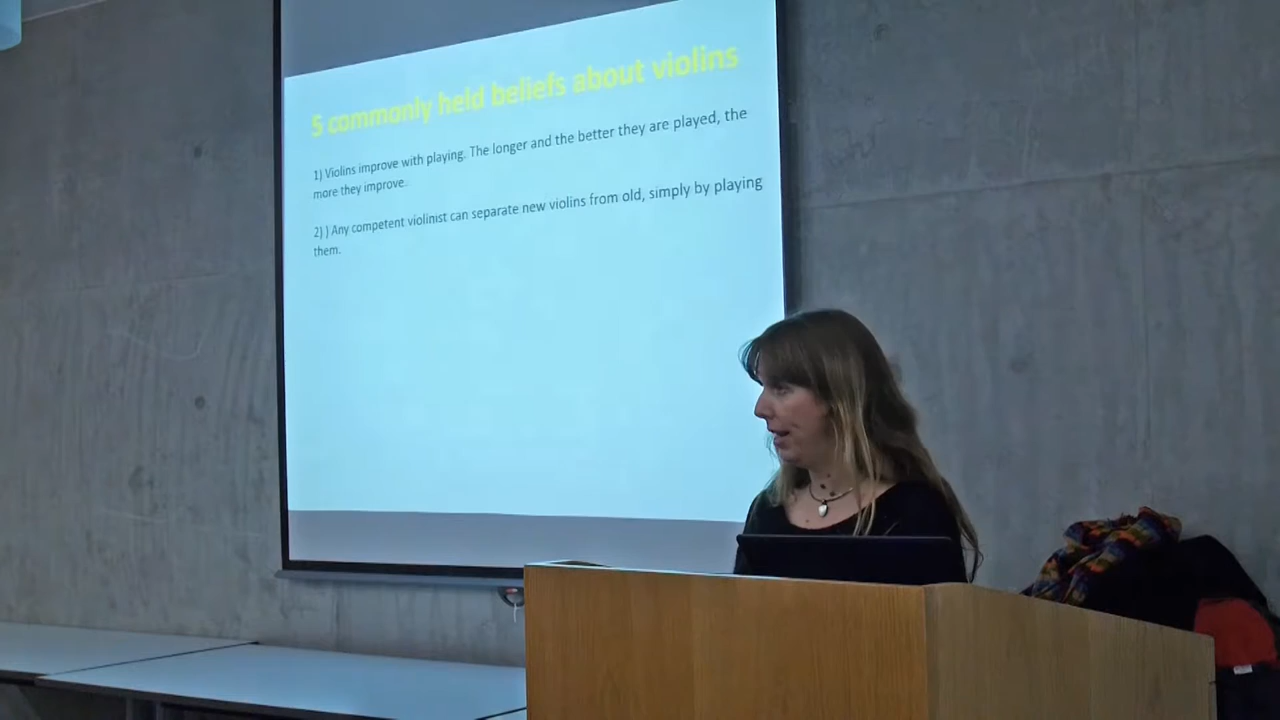 5 commonly held beliefs about violins
1) Violins improve with playing. The longer and the better they are played, the
more they improve.
2) ) Any competent violinist can separate new violins from old, simply by playing
them.